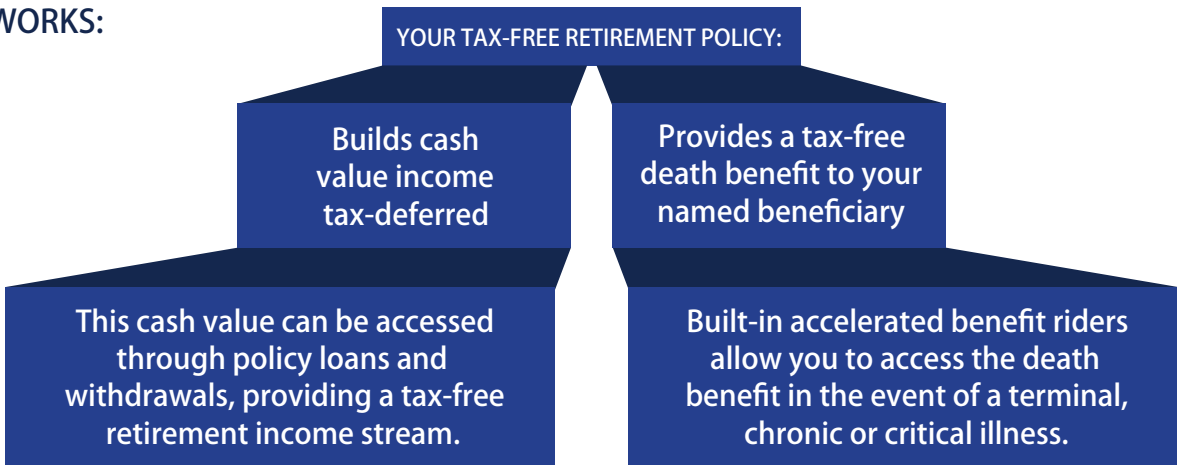 WORKS:
YOUR TAX-FREE RETIREMENT POLICY:
Builds cash
value income
tax-deferred
Provides a tax-free
death benefit to your
named beneficiary
This cash value can be accessed
through policy loans and
withdrawals, providing a tax-free
retirement income stream.
Built-in accelerated benefit riders
allow you to access the death
benefit in the event of a terminal,
chronic or critical illness.